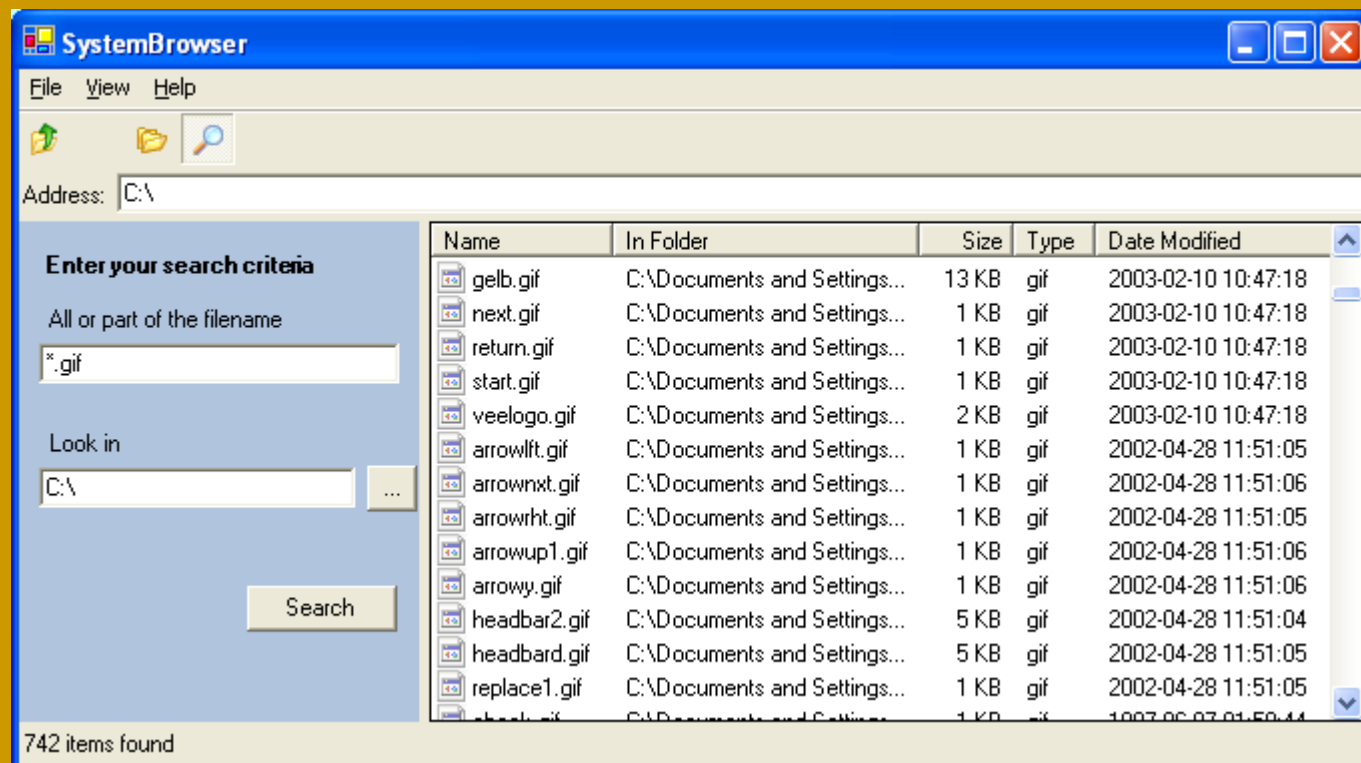 SystemBrowser
File View Help
Address: C:\
Enter your search criteria
All or part of the filename
*.gif
Look in
C:\
...
Search
Name In Folder Size Type Date Modified
gelb.gif C:\Documents and Settings... 13 KB gif 2003-02-10 10:47:18
next.gif C:\Documents and Settings... 1 KB gif 2003-02-10 10:47:18
return.gif C:\Documents and Settings... 1 KB gif 2003-02-10 10:47:18
start.gif C:\Documents and Settings... 1 KB gif 2003-02-10 10:47:18
veelogo.gif C:\Documents and Settings... 2 KB gif 2003-02-10 10:47:18
arrowlft.gif C:\Documents and Settings... 1 KB gif 2002-04-28 11:51:05
arrownxt.gif C:\Documents and Settings... 1 KB gif 2002-04-28 11:51:06
arrowrht.gif C:\Documents and Settings... 1 KB gif 2002-04-28 11:51:05
arrowup1.gif C:\Documents and Settings... 1 KB gif 2002-04-28 11:51:06
arrowy.gif C:\Documents and Settings... 1 KB gif 2002-04-28 11:51:06
headbar2.gif C:\Documents and Settings... 5 KB gif 2002-04-28 11:51:04
headbard.gif C:\Documents and Settings... 5 KB gif 2002-04-28 11:51:05
replace1.gif C:\Documents and Settings... 1 KB gif 2002-04-28 11:51:05
C:\Documents and Settings... 1 KB gif
742 items found